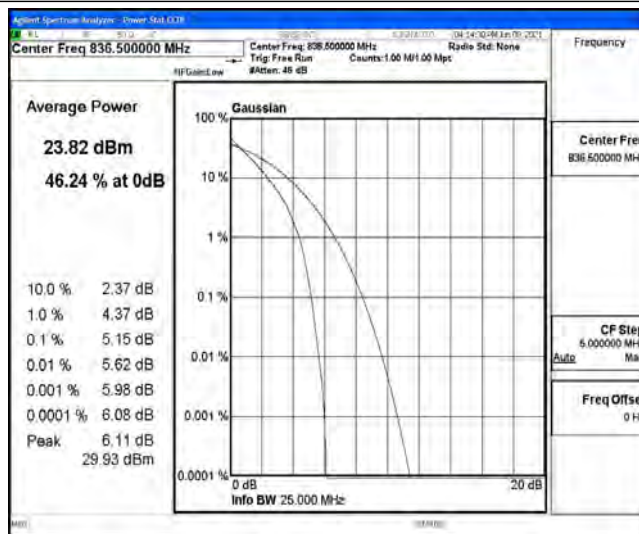 Agilent Spectrum Analyzer - Power Stat CCDF
Center Freq 836.500000 MHz
Center Freq: 836.500000 MHz
Radio Std: None
Trig: Free Run
Counts:1.00 M/1.00 Mpt
#IFGain:Low
#Atten: 46 dB
Frequency
Average Power
23.82 dBm
46.24 % at 0dB
10.0 % 2.37 dB
1.0 % 4.37 dB
0.1 % 5.15 dB
0.01 % 5.62 dB
0.001 % 5.98 dB
0.0001 % 6.08 dB
Peak 6.11 dB
29.93 dBm
Gaussian
100 %
10 %
1 %
0.1 %
0.01 %
0.001 %
0.0001 %
0 dB
20 dB
Info BW 25.000 MHz
Center Fre
836.500000 MH
CF Step
5.000000 MH
Auto Ma
Freq Offse
0 H